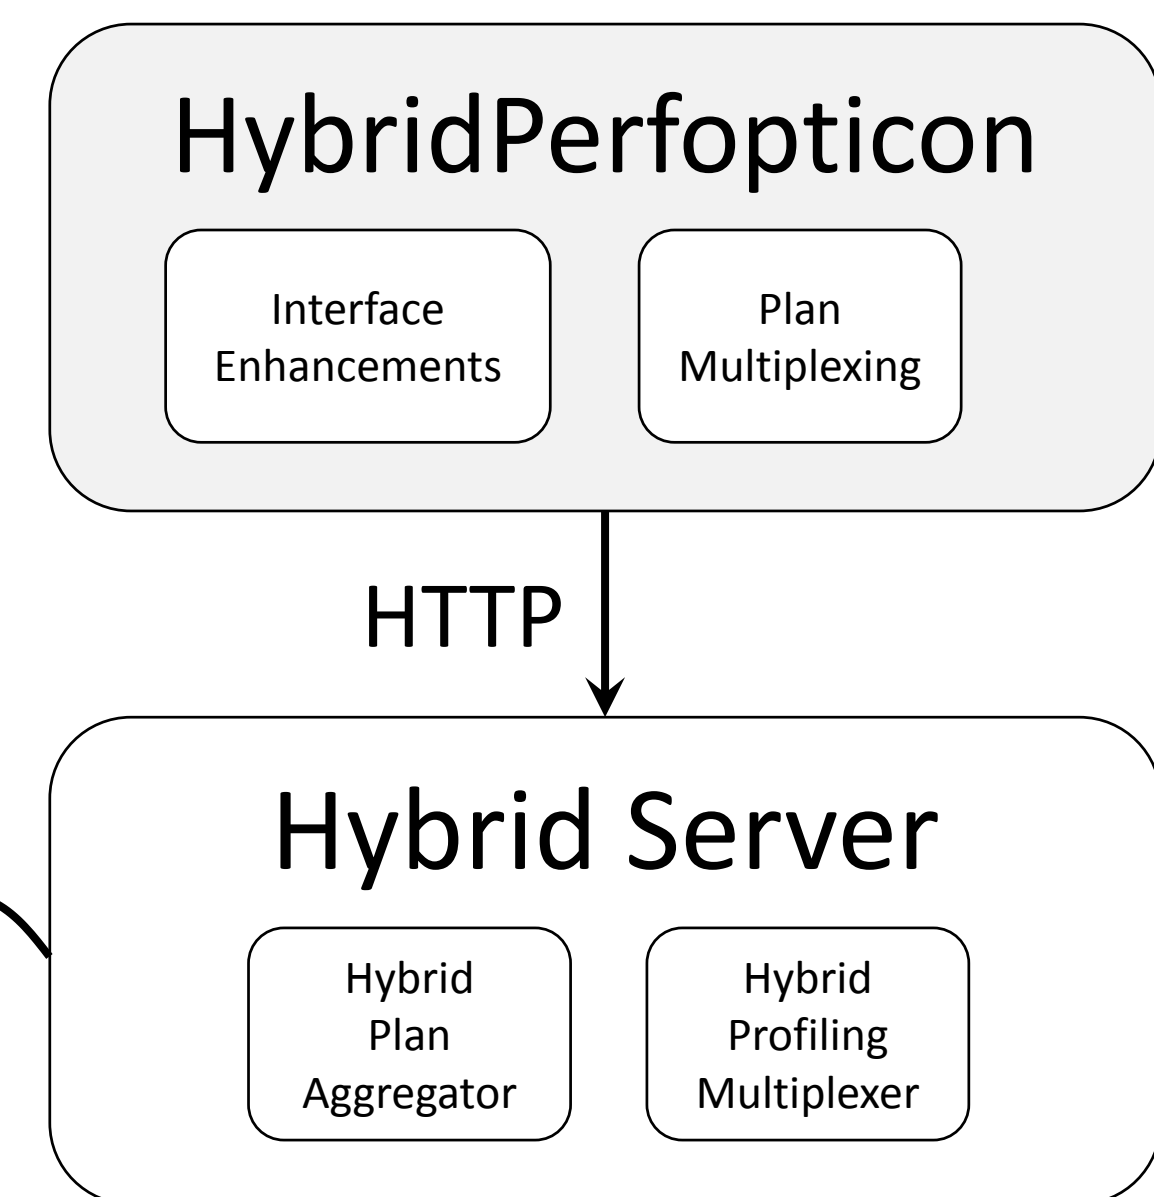 HybridPerfopticon
Interface
Enhancements
Plan
Multiplexing
HTTP
Hybrid Server
Hybrid
Plan
Aggregator
Hybrid
Profiling
Multiplexer